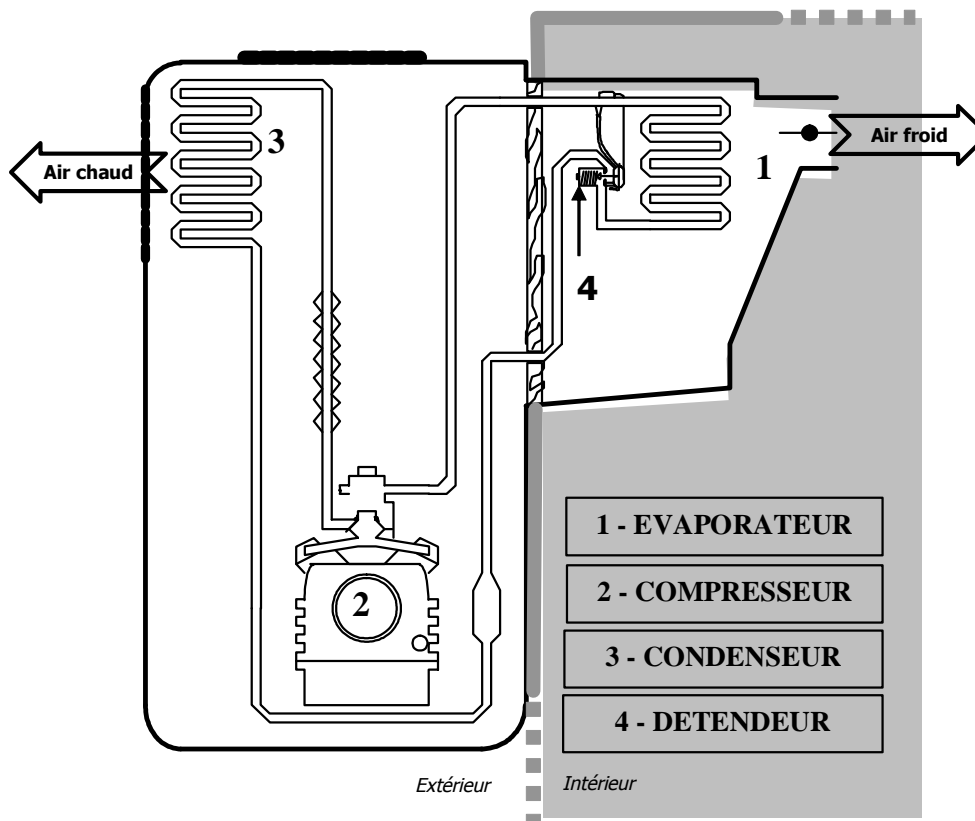 3
Air chaud
1
Air froid
4
2
1 - EVAPORATEUR
2 - COMPRESSEUR
3 - CONDENSEUR
4 - DETENDEUR
Extérieur
Intérieur